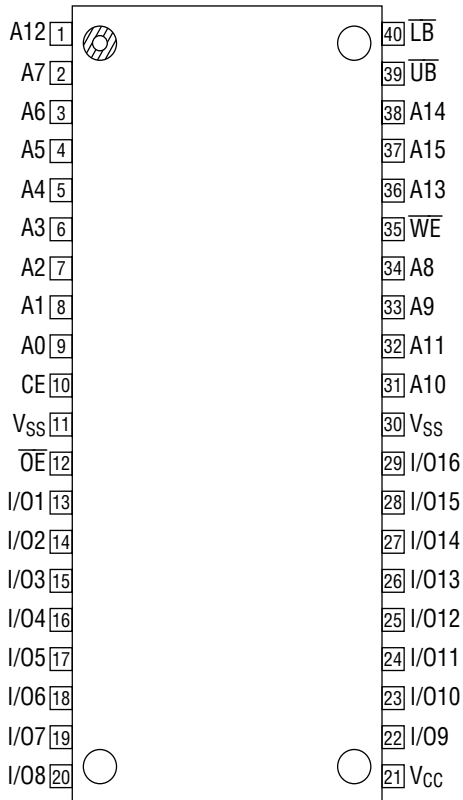 A12 1 40 L̅B̅
A7 2 39 U̅B̅
A6 3 38 A14
A5 4 37 A15
A4 5 36 A13
A3 6 35 W̅E̅
A2 7 34 A8
A1 8 33 A9
A0 9 32 A11
CE 10 31 A10
VSS 11 30 VSS
O̅E̅ 12 29 I/O16
I/O1 13 28 I/O15
I/O2 14 27 I/O14
I/O3 15 26 I/O13
I/O4 16 25 I/O12
I/O5 17 24 I/O11
I/O6 18 23 I/O10
I/O7 19 22 I/O9
I/O8 20 21 VCC